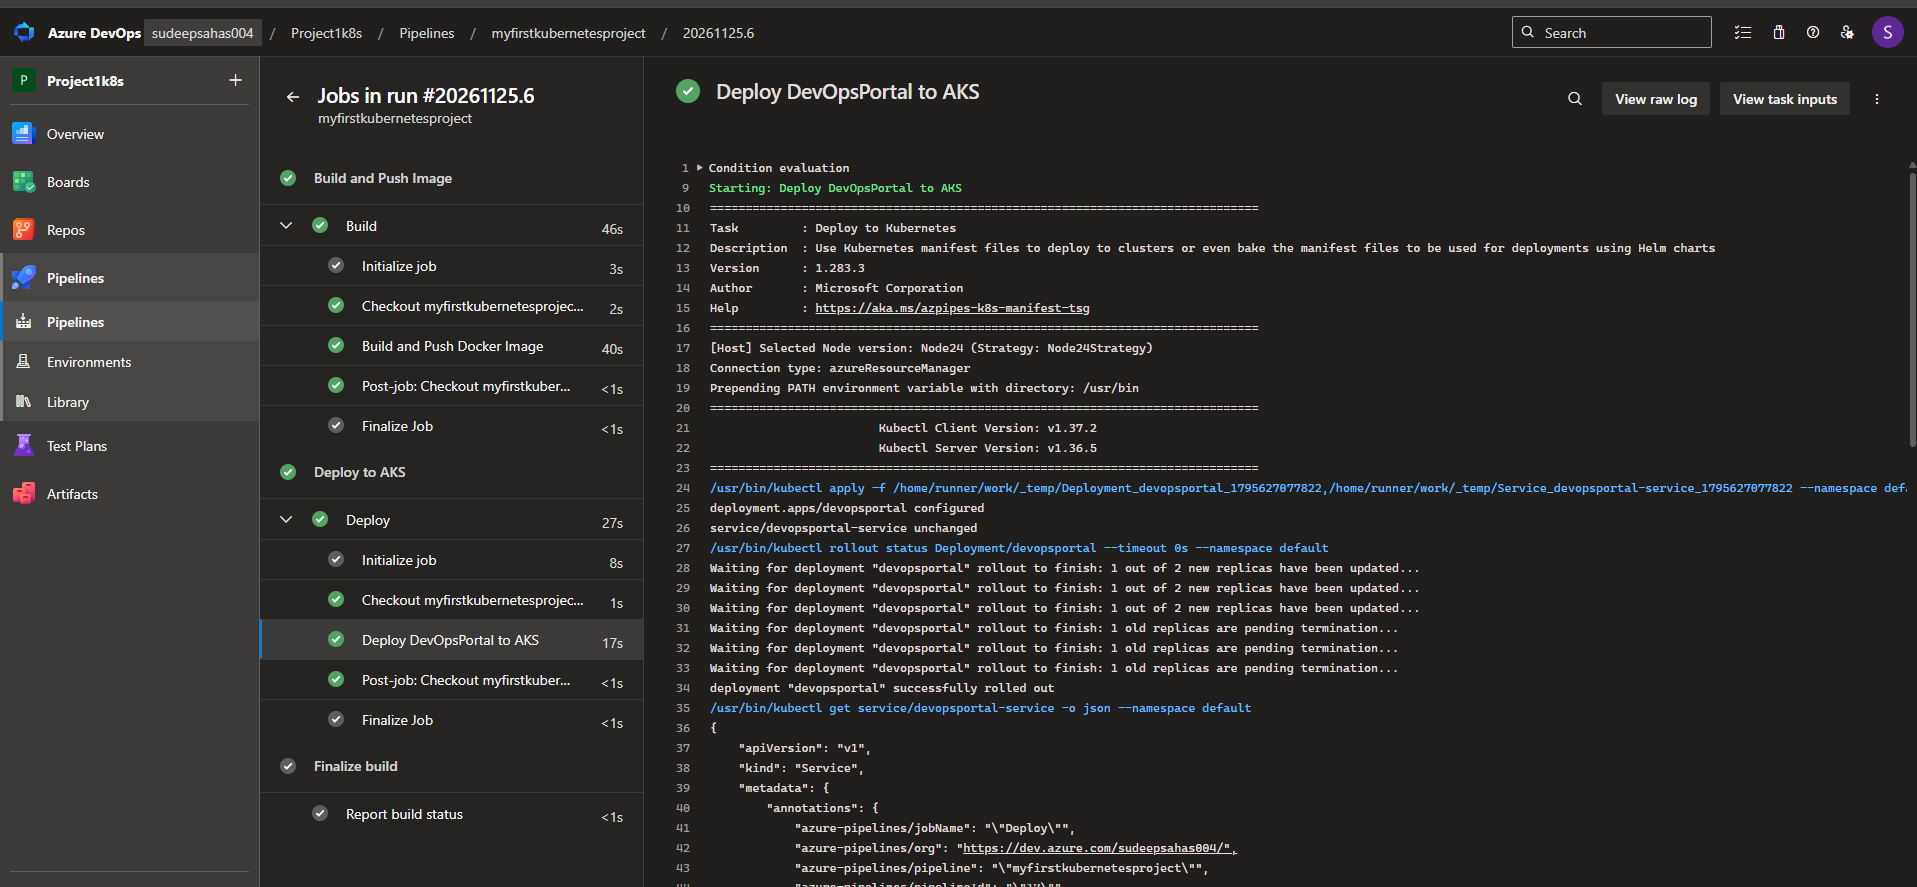 Azure DevOps sudeepsahas004 / Project1k8s / Pipelines / myfirstkubernetesproject / 20261125.6
Search
S
P Project1k8s +
Overview
Boards
Repos
Pipelines
Pipelines
Environments
Library
Test Plans
Artifacts
Jobs in run #20261125.6
myfirstkubernetesproject
Build and Push Image
Build 46s
Initialize job 3s
Checkout myfirstkubernetesprojec... 2s
Build and Push Docker Image 40s
Post-job: Checkout myfirstkuber... <1s
Finalize Job <1s
Deploy to AKS
Deploy 27s
Initialize job 8s
Checkout myfirstkubernetesprojec... 1s
Deploy DevOpsPortal to AKS 17s
Post-job: Checkout myfirstkuber... <1s
Finalize Job <1s
Finalize build
Report build status <1s
Deploy DevOpsPortal to AKS
View raw log
View task inputs
1 Condition evaluation
9 Starting: Deploy DevOpsPortal to AKS
10 ==============================================================================
11 Task : Deploy to Kubernetes
12 Description : Use Kubernetes manifest files to deploy to clusters or even bake the manifest files to be used for deployments using Helm charts
13 Version : 1.283.3
14 Author : Microsoft Corporation
15 Help : https://aka.ms/azpipes-k8s-manifest-tsg
16 ==============================================================================
17 [Host] Selected Node version: Node24 (Strategy: Node24Strategy)
18 Connection type: azureResourceManager
19 Prepending PATH environment variable with directory: /usr/bin
20 ==============================================================================
21 Kubectl Client Version: v1.37.2
22 Kubectl Server Version: v1.36.5
23 ==============================================================================
24 /usr/bin/kubectl apply -f /home/runner/work/_temp/Deployment_devopsportal_1795627077822,/home/runner/work/_temp/Service_devopsportal-service_1795627077822 --namespace defa
25 deployment.apps/devopsportal configured
26 service/devopsportal-service unchanged
27 /usr/bin/kubectl rollout status Deployment/devopsportal --timeout 0s --namespace default
28 Waiting for deployment "devopsportal" rollout to finish: 1 out of 2 new replicas have been updated...
29 Waiting for deployment "devopsportal" rollout to finish: 1 out of 2 new replicas have been updated...
30 Waiting for deployment "devopsportal" rollout to finish: 1 out of 2 new replicas have been updated...
31 Waiting for deployment "devopsportal" rollout to finish: 1 old replicas are pending termination...
32 Waiting for deployment "devopsportal" rollout to finish: 1 old replicas are pending termination...
33 Waiting for deployment "devopsportal" rollout to finish: 1 old replicas are pending termination...
34 deployment "devopsportal" successfully rolled out
35 /usr/bin/kubectl get service/devopsportal-service -o json --namespace default
36 {
37 "apiVersion": "v1",
38 "kind": "Service",
39 "metadata": {
40 "annotations": {
41 "azure-pipelines/jobName": "\"Deploy\"",
42 "azure-pipelines/org": "https://dev.azure.com/sudeepsahas004/",
43 "azure-pipelines/pipeline": "\"myfirstkubernetesproject\"",